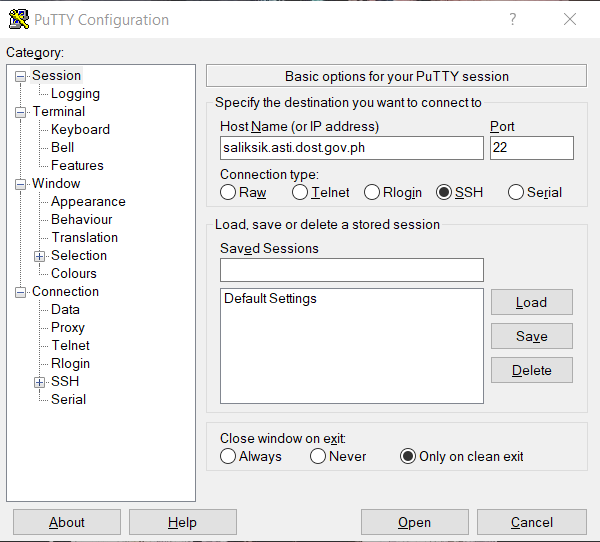 PuTTY Configuration
?
Category:
Session
Logging
Terminal
Keyboard
Bell
Features
Window
Appearance
Behaviour
Translation
Selection
Colours
Connection
Data
Proxy
Telnet
Rlogin
SSH
Serial
Basic options for your PuTTY session
Specify the destination you want to connect to
Host Name (or IP address) Port
saliksik.asti.dost.gov.ph 22
Connection type:
Raw Telnet Rlogin SSH Serial
Load, save or delete a stored session
Saved Sessions
Default Settings
Load
Save
Delete
Close window on exit:
Always Never Only on clean exit
About Help Open Cancel